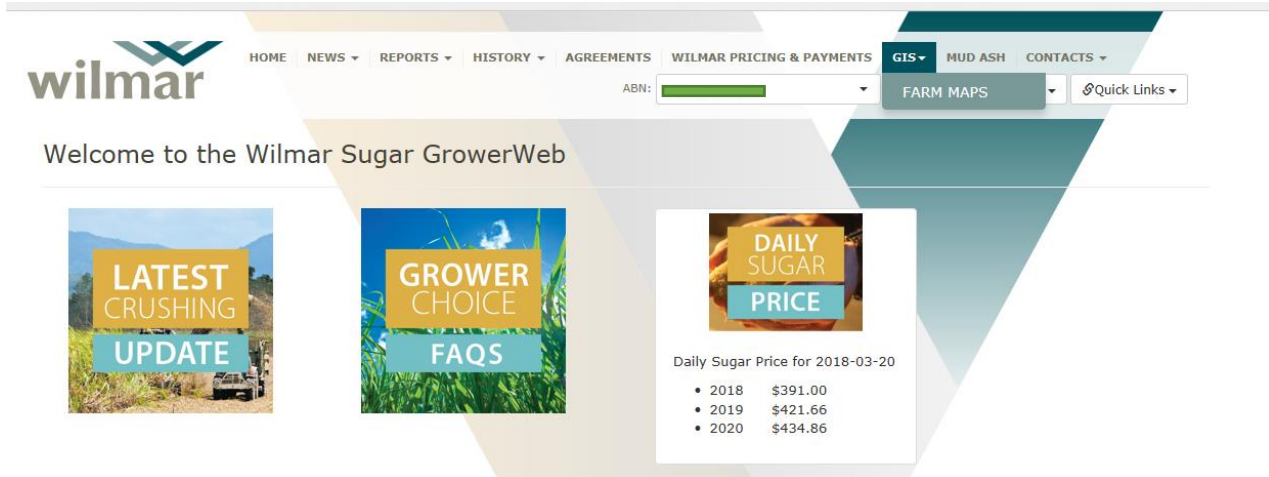 wilmar
HOME NEWS REPORTS HISTORY AGREEMENTS WILMAR PRICING & PAYMENTS GIS MUD ASH CONTACTS
ABN:
FARM MAPS
Quick Links
Welcome to the Wilmar Sugar GrowerWeb
LATEST
CRUSHING
UPDATE
GROWER
CHOICE
FAQS
DAILY
SUGAR
PRICE
Daily Sugar Price for 2018-03-20
• 2018 $391.00
• 2019 $421.66
• 2020 $434.86